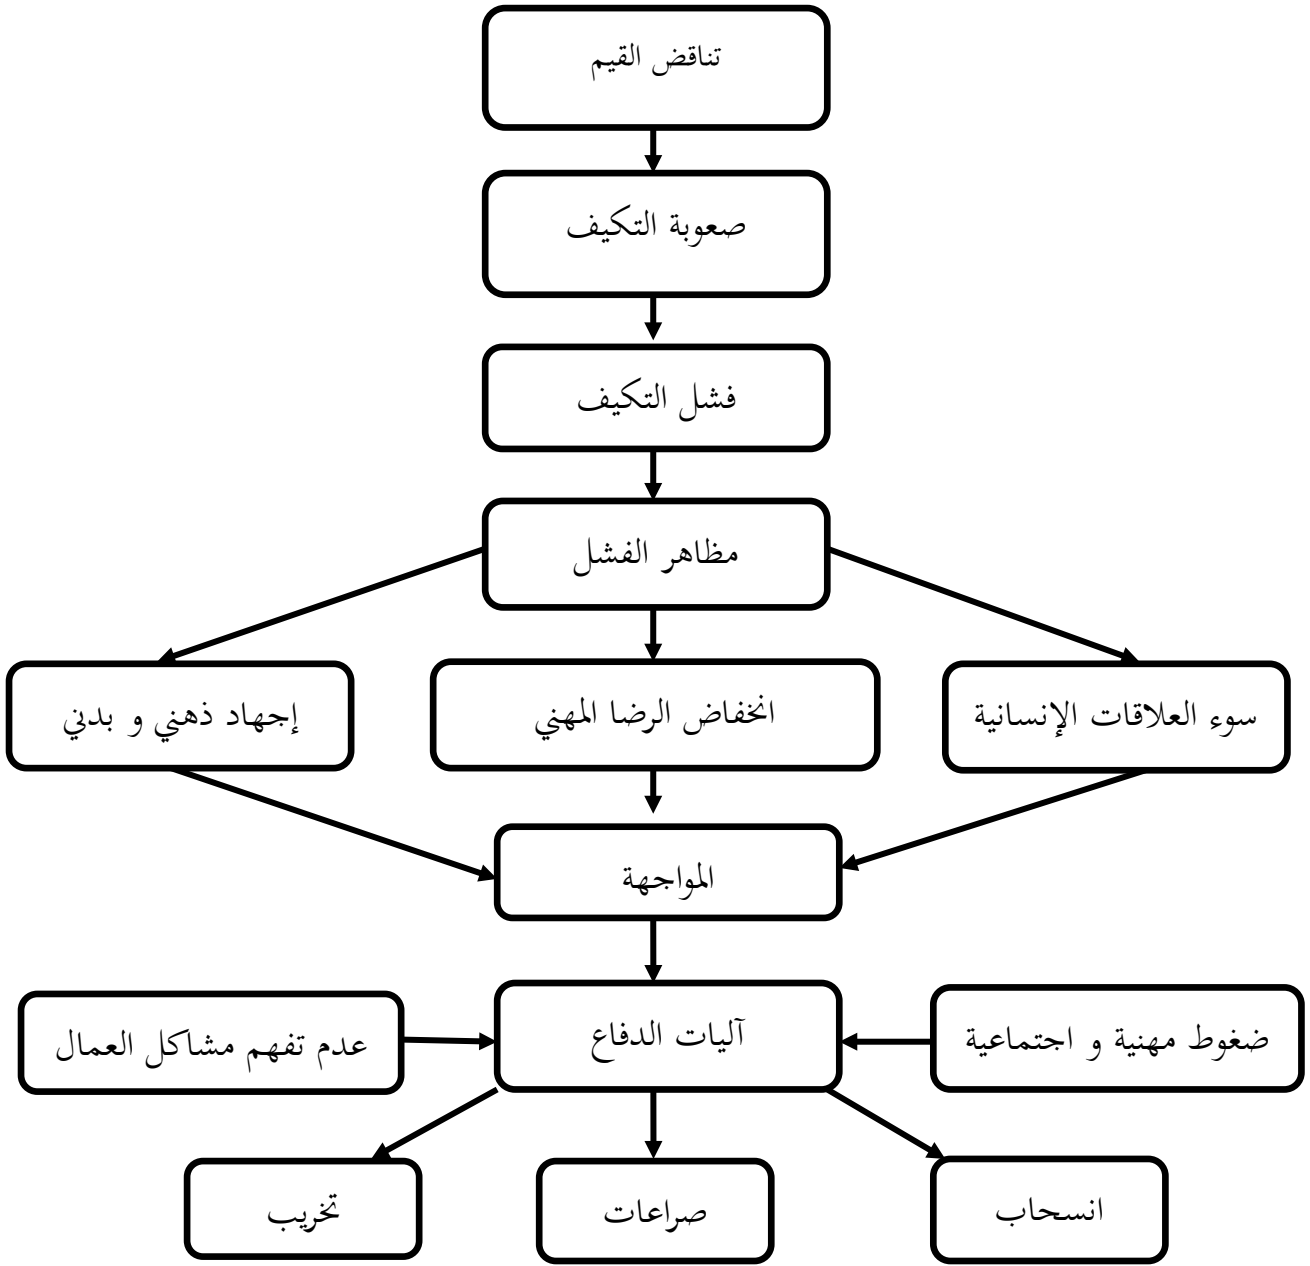 تناقض القيم
صعوبة التكيف
فشل التكيف
مظاهر الفشل
سوء العلاقات الإنسانية
انخفاض الرضا المهني
إجهاد ذهني و بدني
المواجهة
ضغوط مهنية و اجتماعية
آليات الدفاع
عدم تفهم مشاكل العمال
انسحاب
صراعات
تخريب